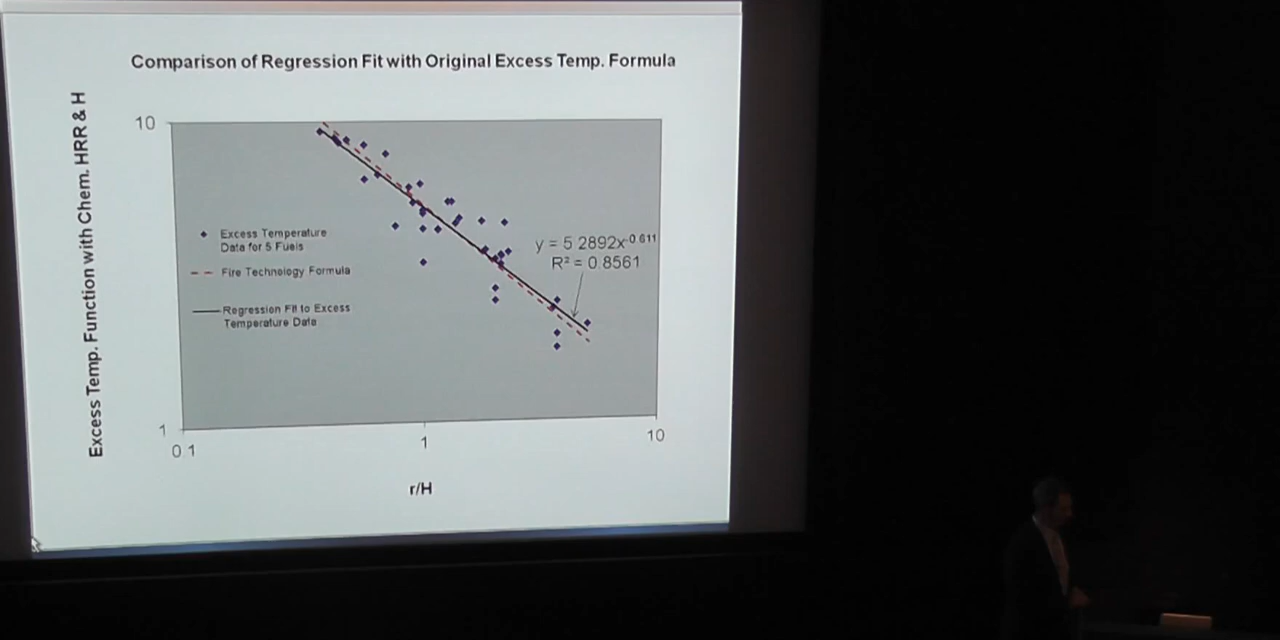 Comparison of Regression Fit with Original Excess Temp. Formula
Excess Temp. Function with Chem. HRR & H
10
Excess Temperature
Data for 5 Fuels
Fire Technology Formula
Regression Fit to Excess
Temperature Data
y = 5.2892x^-0.611
R² = 0.8561
1
0.1
1
10
r/H